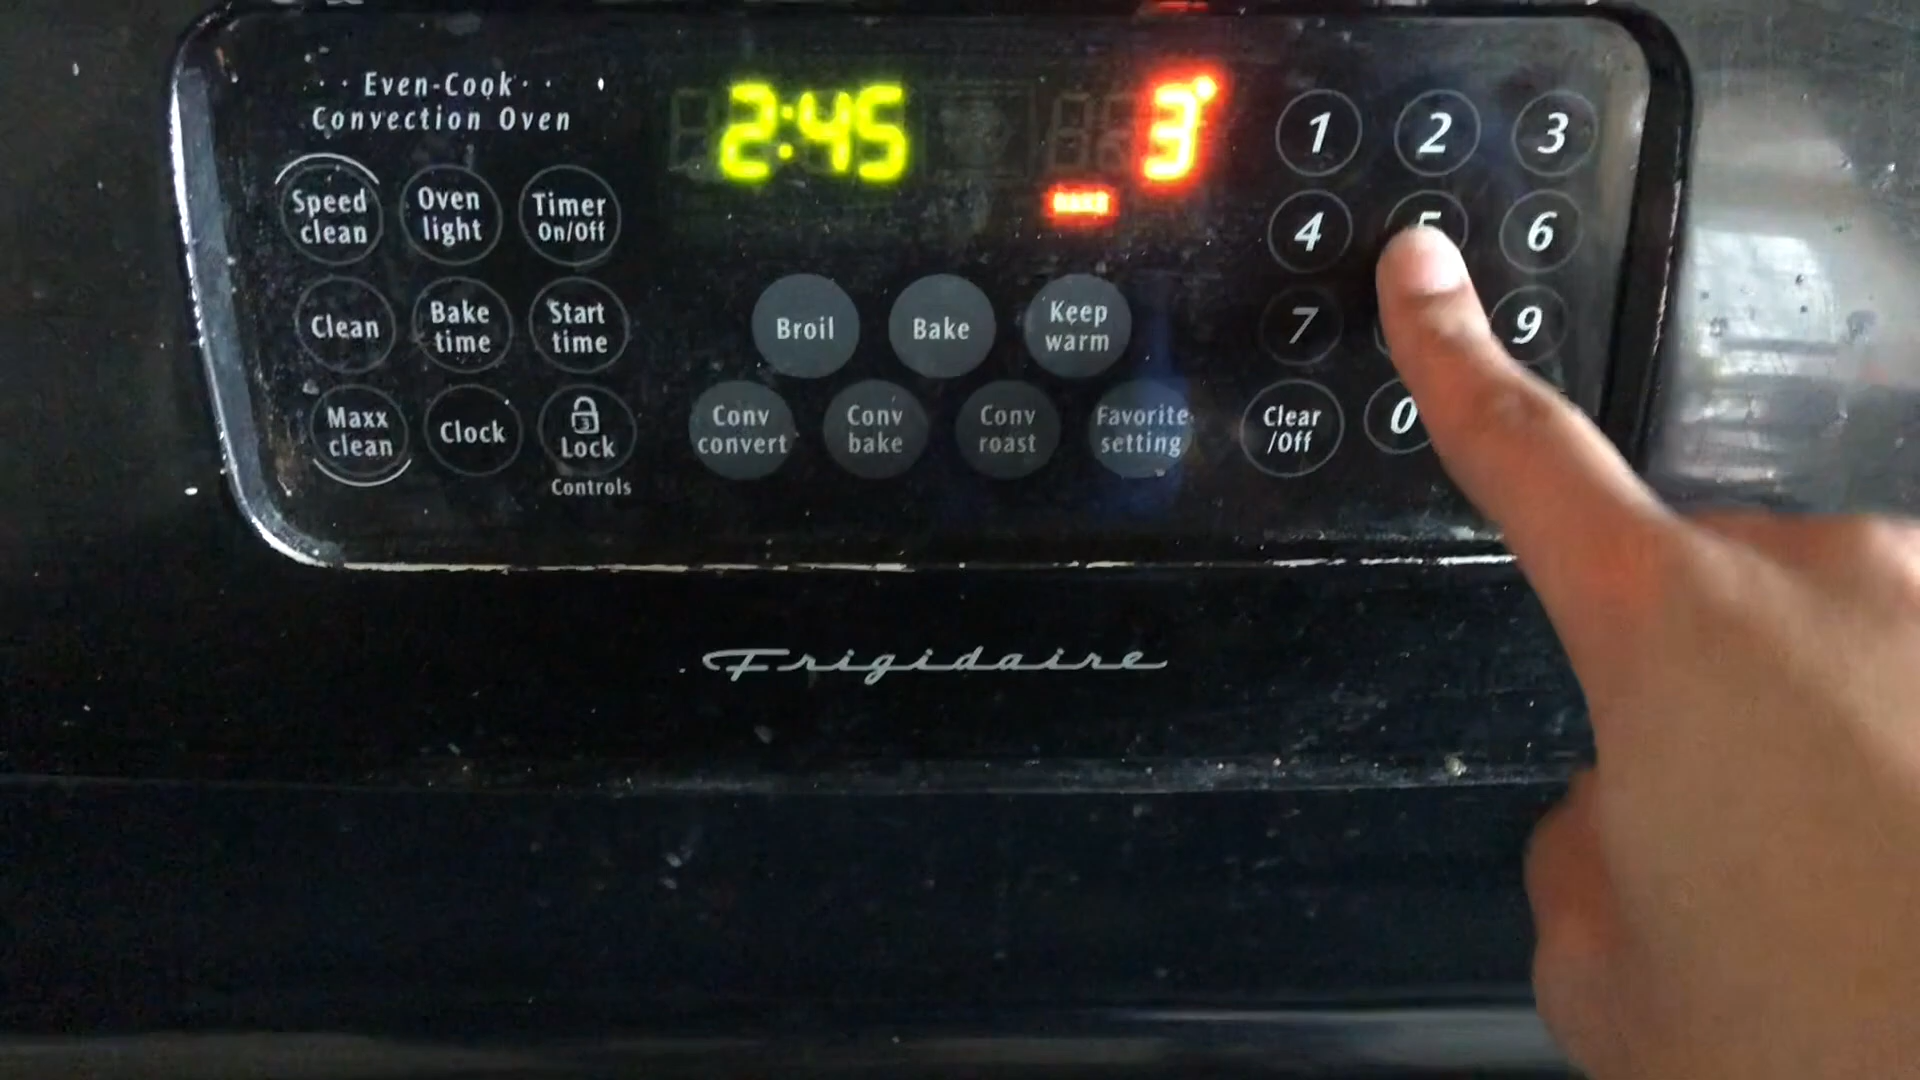 Even-Cook
Convection Oven
2:45
3°
BAKE
Speed clean
Oven light
Timer On/Off
Clean
Bake time
Start time
Maxx clean
Clock
Lock
Controls
Broil
Bake
Keep warm
Conv convert
Conv bake
Conv roast
Favorite setting
1
2
3
4
5
6
7
9
Clear /Off
0
Frigidaire